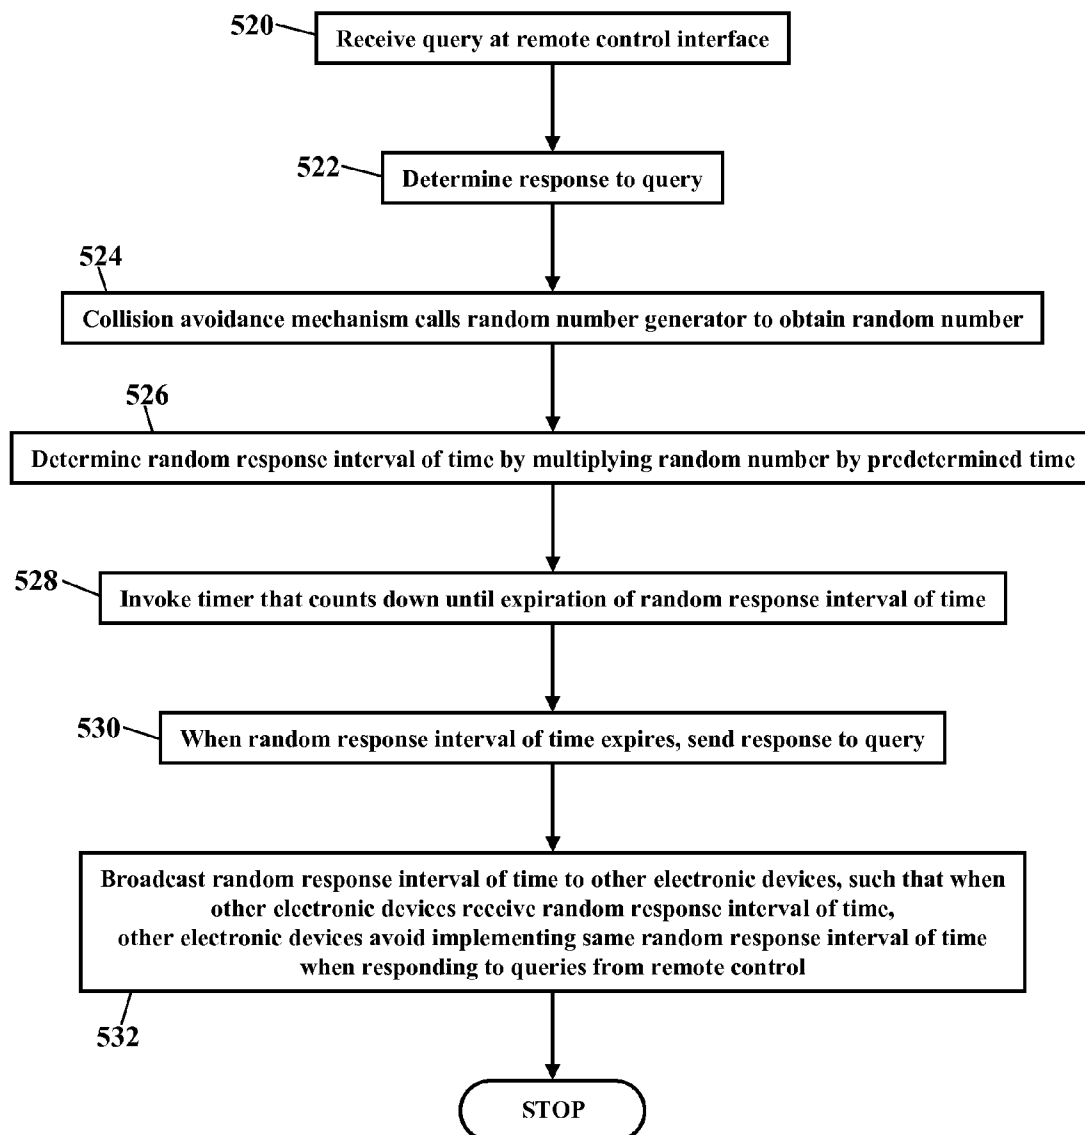 520
Receive query at remote control interface
522
Determine response to query
524
Collision avoidance mechanism calls random number generator to obtain random number
526
Determine random response interval of time by multiplying random number by predetermined time
528
Invoke timer that counts down until expiration of random response interval of time
530
When random response interval of time expires, send response to query
Broadcast random response interval of time to other electronic devices, such that when
other electronic devices receive random response interval of time,
other electronic devices avoid implementing same random response interval of time
when responding to queries from remote control
532
STOP